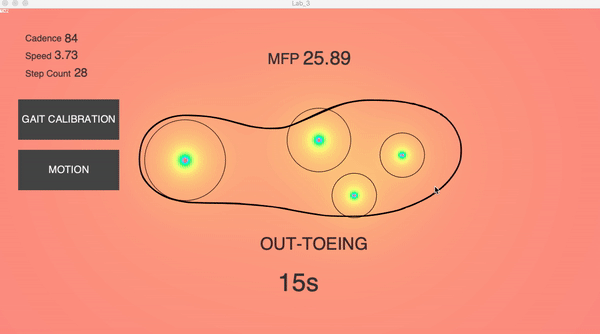 Lab_3
Cadence 84
Speed 3.73
Step Count 28
MFP 25.89
GAIT CALIBRATION
MOTION
OUT-TOEING
15s